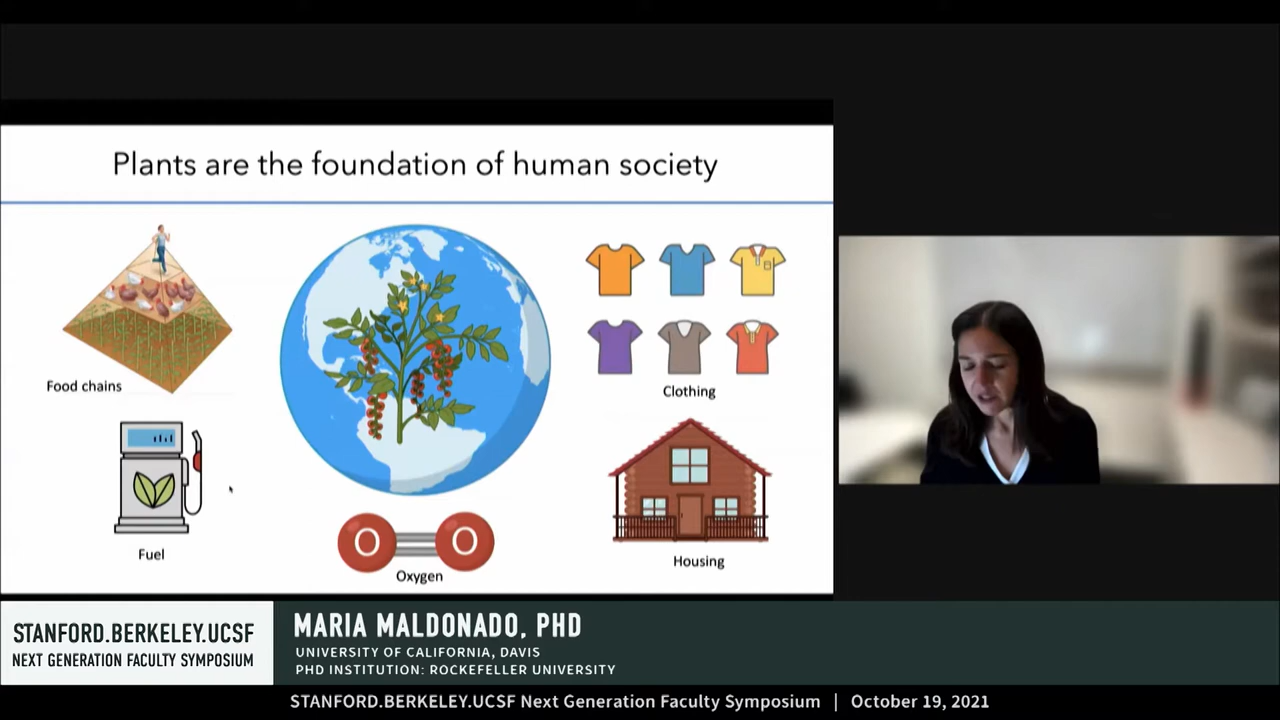 Plants are the foundation of human society
Food chains
Clothing
Fuel
O O
Oxygen
Housing
STANFORD.BERKELEY.UCSF
NEXT GENERATION FACULTY SYMPOSIUM
MARIA MALDONADO, PHD
UNIVERSITY OF CALIFORNIA, DAVIS
PHD INSTITUTION: ROCKEFELLER UNIVERSITY
STANFORD.BERKELEY.UCSF Next Generation Faculty Symposium | October 19, 2021